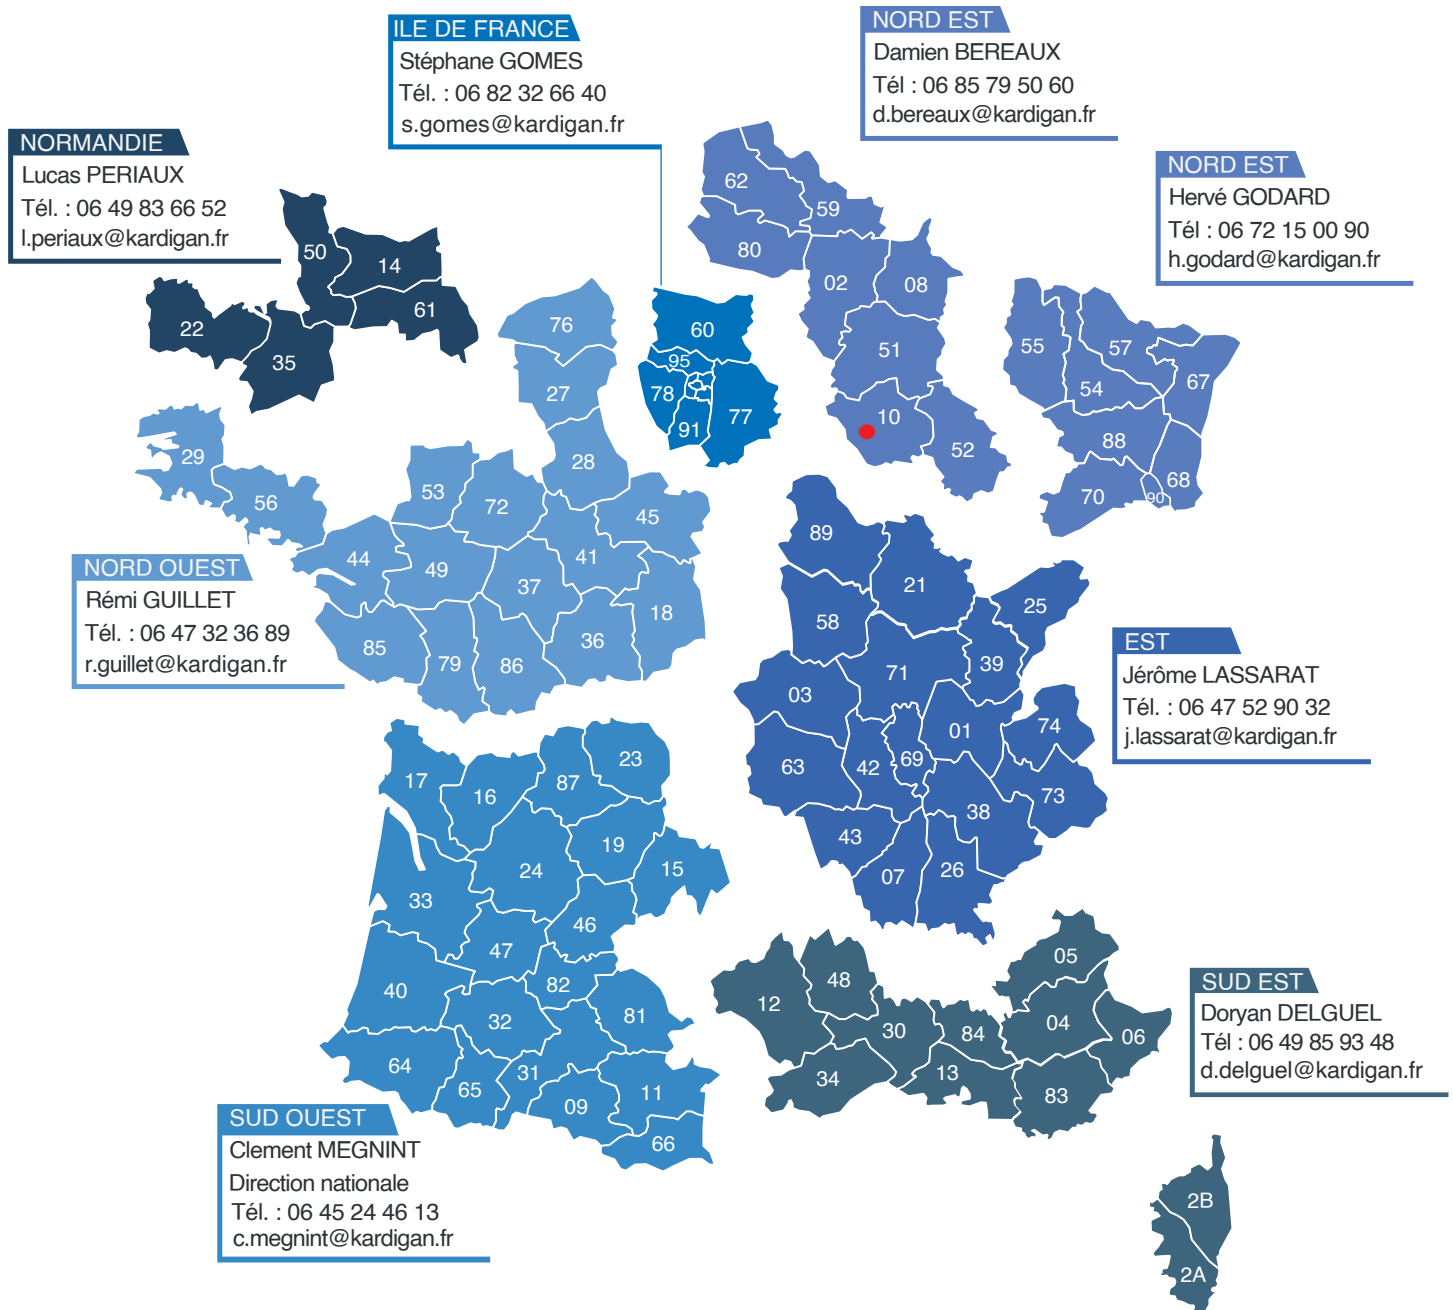 ILE DE FRANCE
Stéphane GOMES
Tél. : 06 82 32 66 40
s.gomes@kardigan.fr
NORD EST
Damien BEREAUX
Tél : 06 85 79 50 60
d.bereaux@kardigan.fr
NORMANDIE
Lucas PERIAUX
Tél. : 06 49 83 66 52
l.periaux@kardigan.fr
NORD EST
Hervé GODARD
Tél : 06 72 15 00 90
h.godard@kardigan.fr
50
14
61
22
35
62
59
80
02
08
51
10
52
60
95
78
91
77
55
57
54
67
88
68
70
90
76
27
28
29
56
53
72
45
44
49
41
37
18
85
79
86
36
NORD OUEST
Rémi GUILLET
Tél. : 06 47 32 36 89
r.guillet@kardigan.fr
89
21
25
58
71
39
03
01
74
63
42
69
73
38
43
07
26
EST
Jérôme LASSARAT
Tél. : 06 47 52 90 32
j.lassarat@kardigan.fr
17
16
87
23
19
15
24
33
46
47
40
82
32
81
64
65
31
09
11
66
SUD OUEST
Clement MEGNINT
Direction nationale
Tél. : 06 45 24 46 13
c.megnint@kardigan.fr
12
48
05
30
84
04
06
34
13
83
SUD EST
Doryan DELGUEL
Tél : 06 49 85 93 48
d.delguel@kardigan.fr
2B
2A